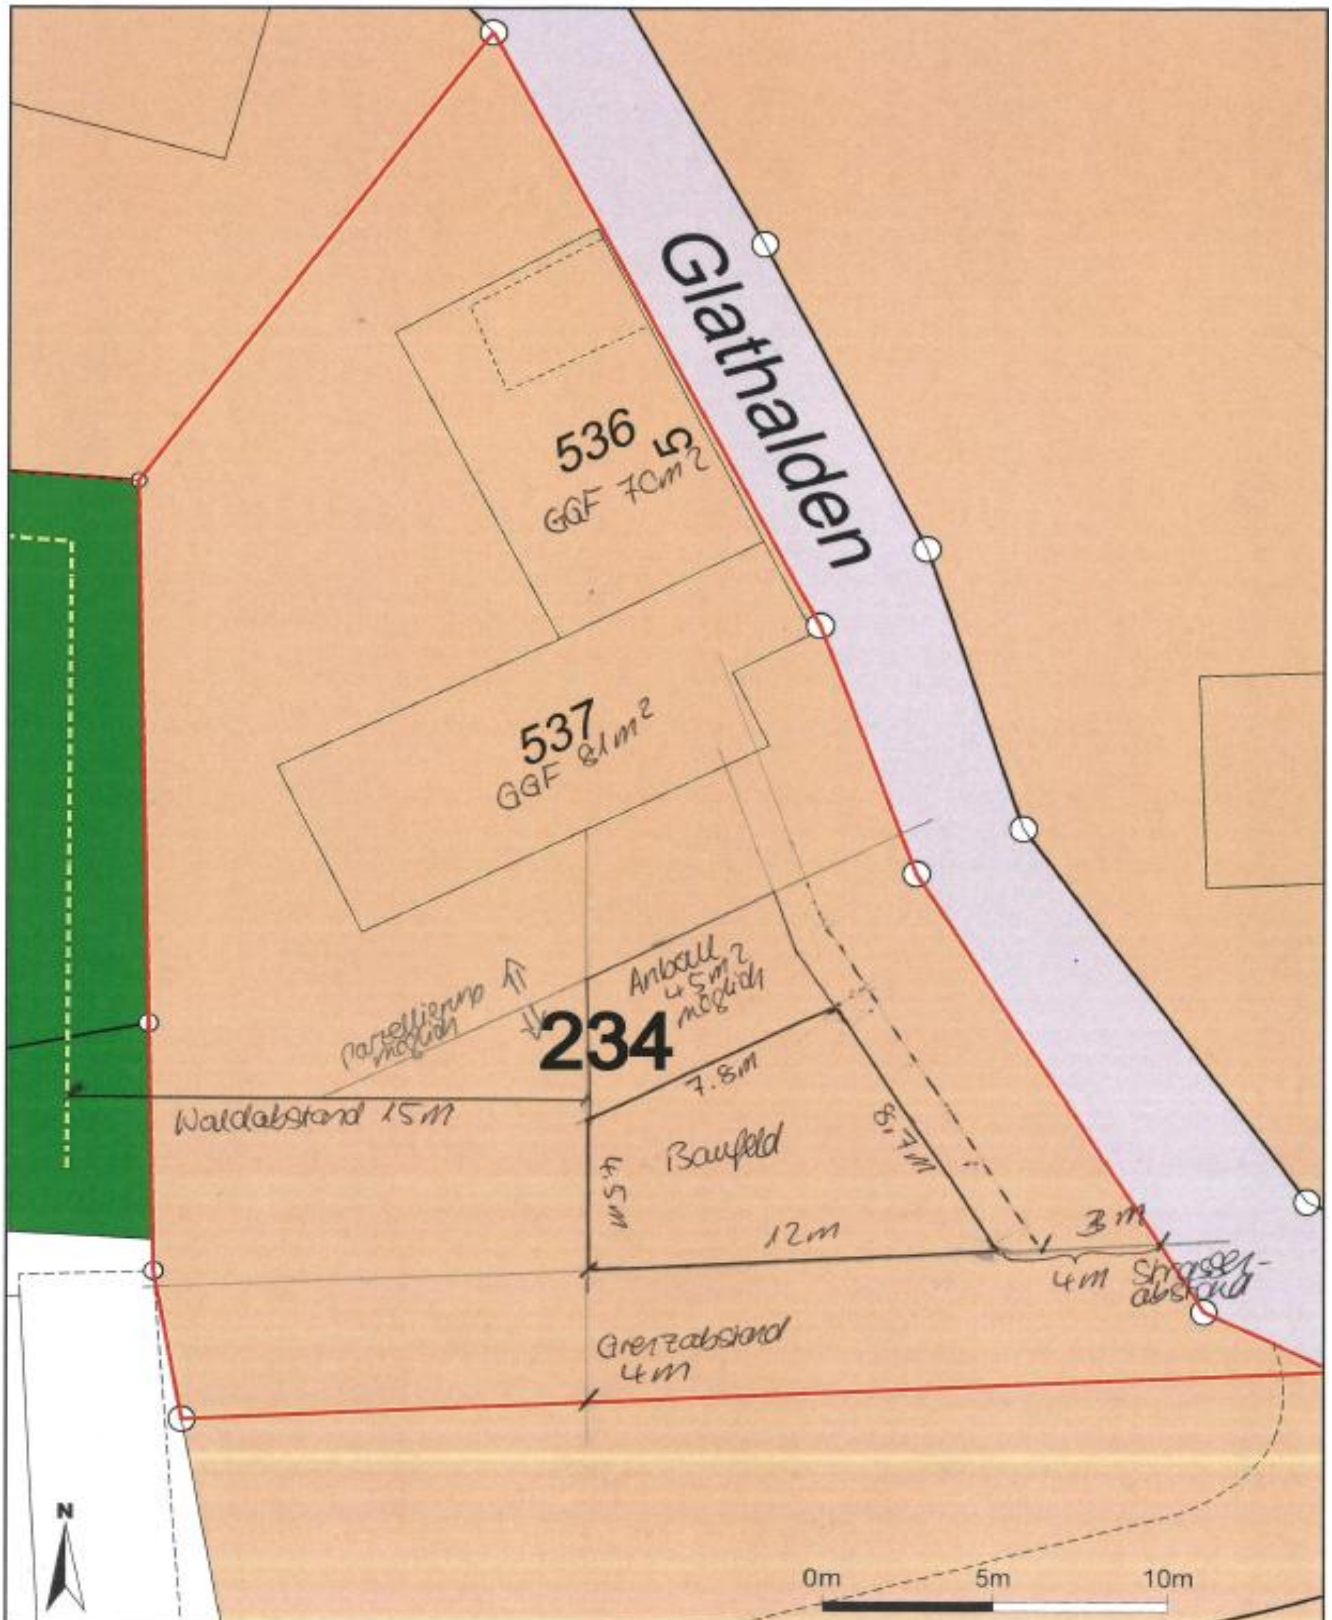 Glathalden
536
5
GGF 70m²
537
GGF 81m²
Anbau
45m²
möglich
parzellierung
möglich
234
7.8m
Waldabstand 15m
Baufeld
8,7m
4.5m
12m
3m
4m
Strassen-
abstand
Grenzabstand
4m
N
0m 5m 10m